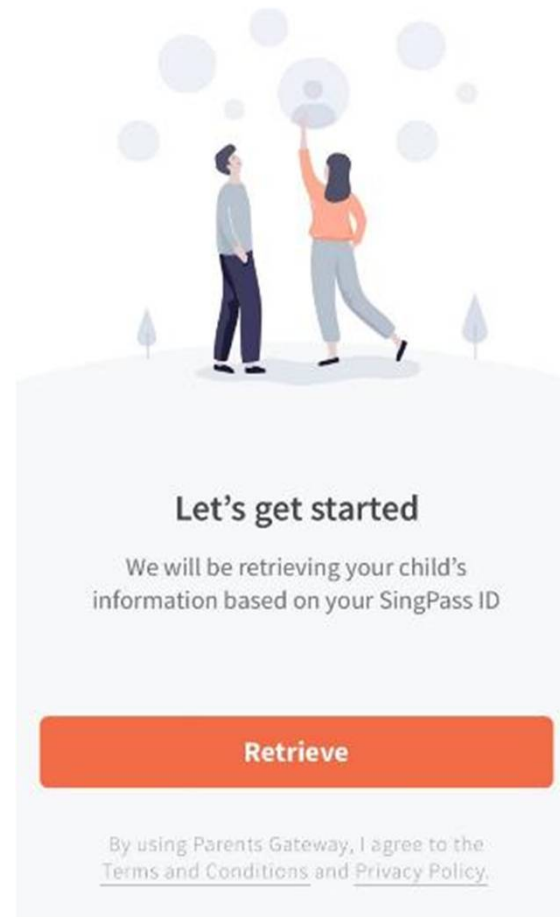 Let’s get started
We will be retrieving your child’s
information based on your SingPass ID
Retrieve
By using Parents Gateway, I agree to the
Terms and Conditions and Privacy Policy.